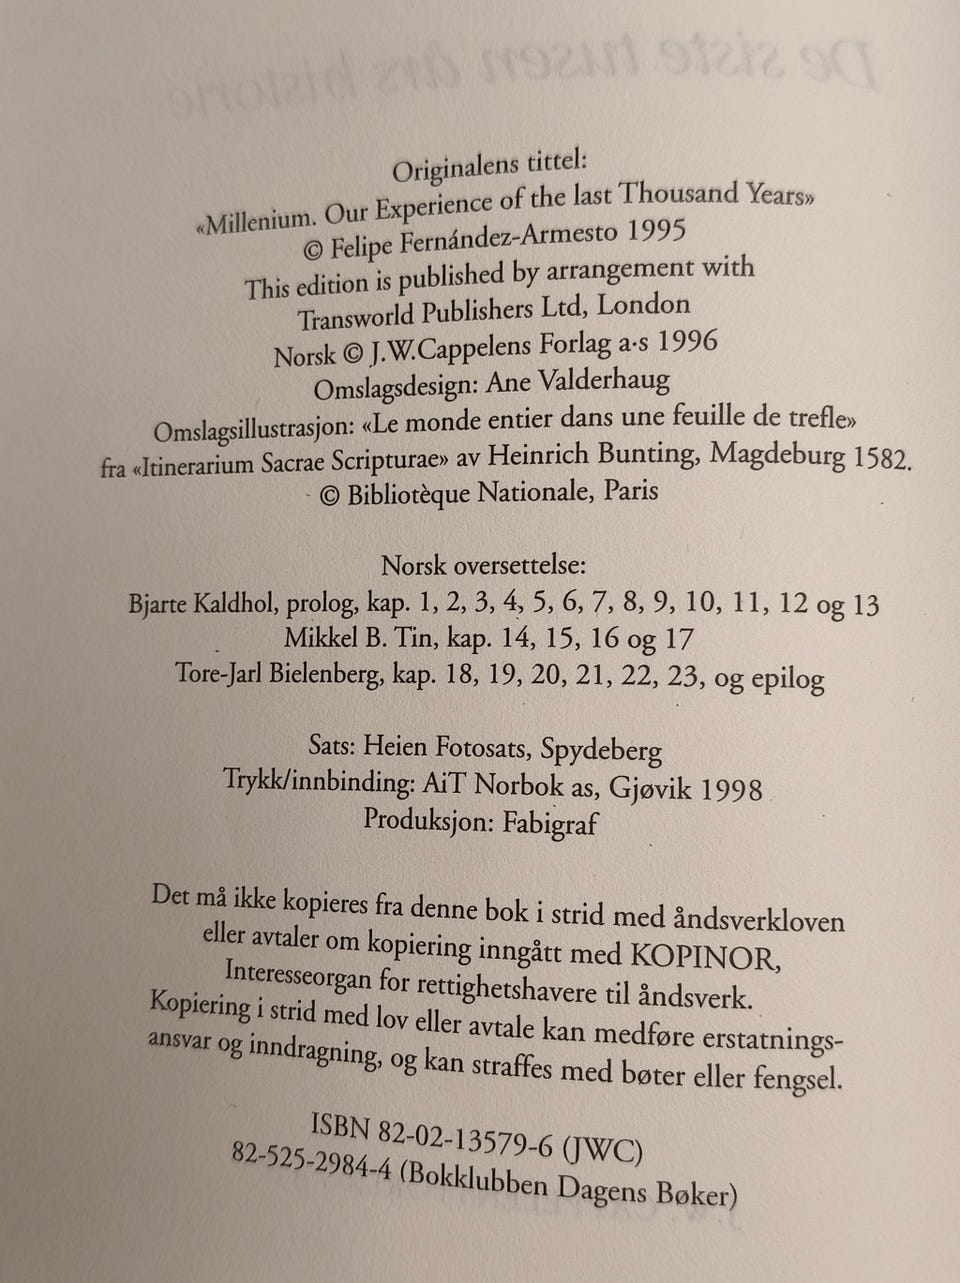 De siste tusen års historie
Originalens tittel:
«Millenium. Our Experience of the last Thousand Years»
© Felipe Fernández-Armesto 1995
This edition is published by arrangement with
Transworld Publishers Ltd, London
Norsk © J.W.Cappelens Forlag a·s 1996
Omslagsdesign: Ane Valderhaug
Omslagsillustrasjon: «Le monde entier dans une feuille de trefle»
fra «Itinerarium Sacrae Scripturae» av Heinrich Bunting, Magdeburg 1582.
© Bibliotèque Nationale, Paris
Norsk oversettelse:
Bjarte Kaldhol, prolog, kap. 1, 2, 3, 4, 5, 6, 7, 8, 9, 10, 11, 12 og 13
Mikkel B. Tin, kap. 14, 15, 16 og 17
Tore-Jarl Bielenberg, kap. 18, 19, 20, 21, 22, 23, og epilog
Sats: Heien Fotosats, Spydeberg
Trykk/innbinding: AiT Norbok as, Gjøvik 1998
Produksjon: Fabigraf
Det må ikke kopieres fra denne bok i strid med åndsverkloven
eller avtaler om kopiering inngått med KOPINOR,
Interesseorgan for rettighetshavere til åndsverk.
Kopiering i strid med lov eller avtale kan medføre erstatnings-
ansvar og inndragning, og kan straffes med bøter eller fengsel.
ISBN 82-02-13579-6 (JWC)
82-525-2984-4 (Bokklubben Dagens Bøker)